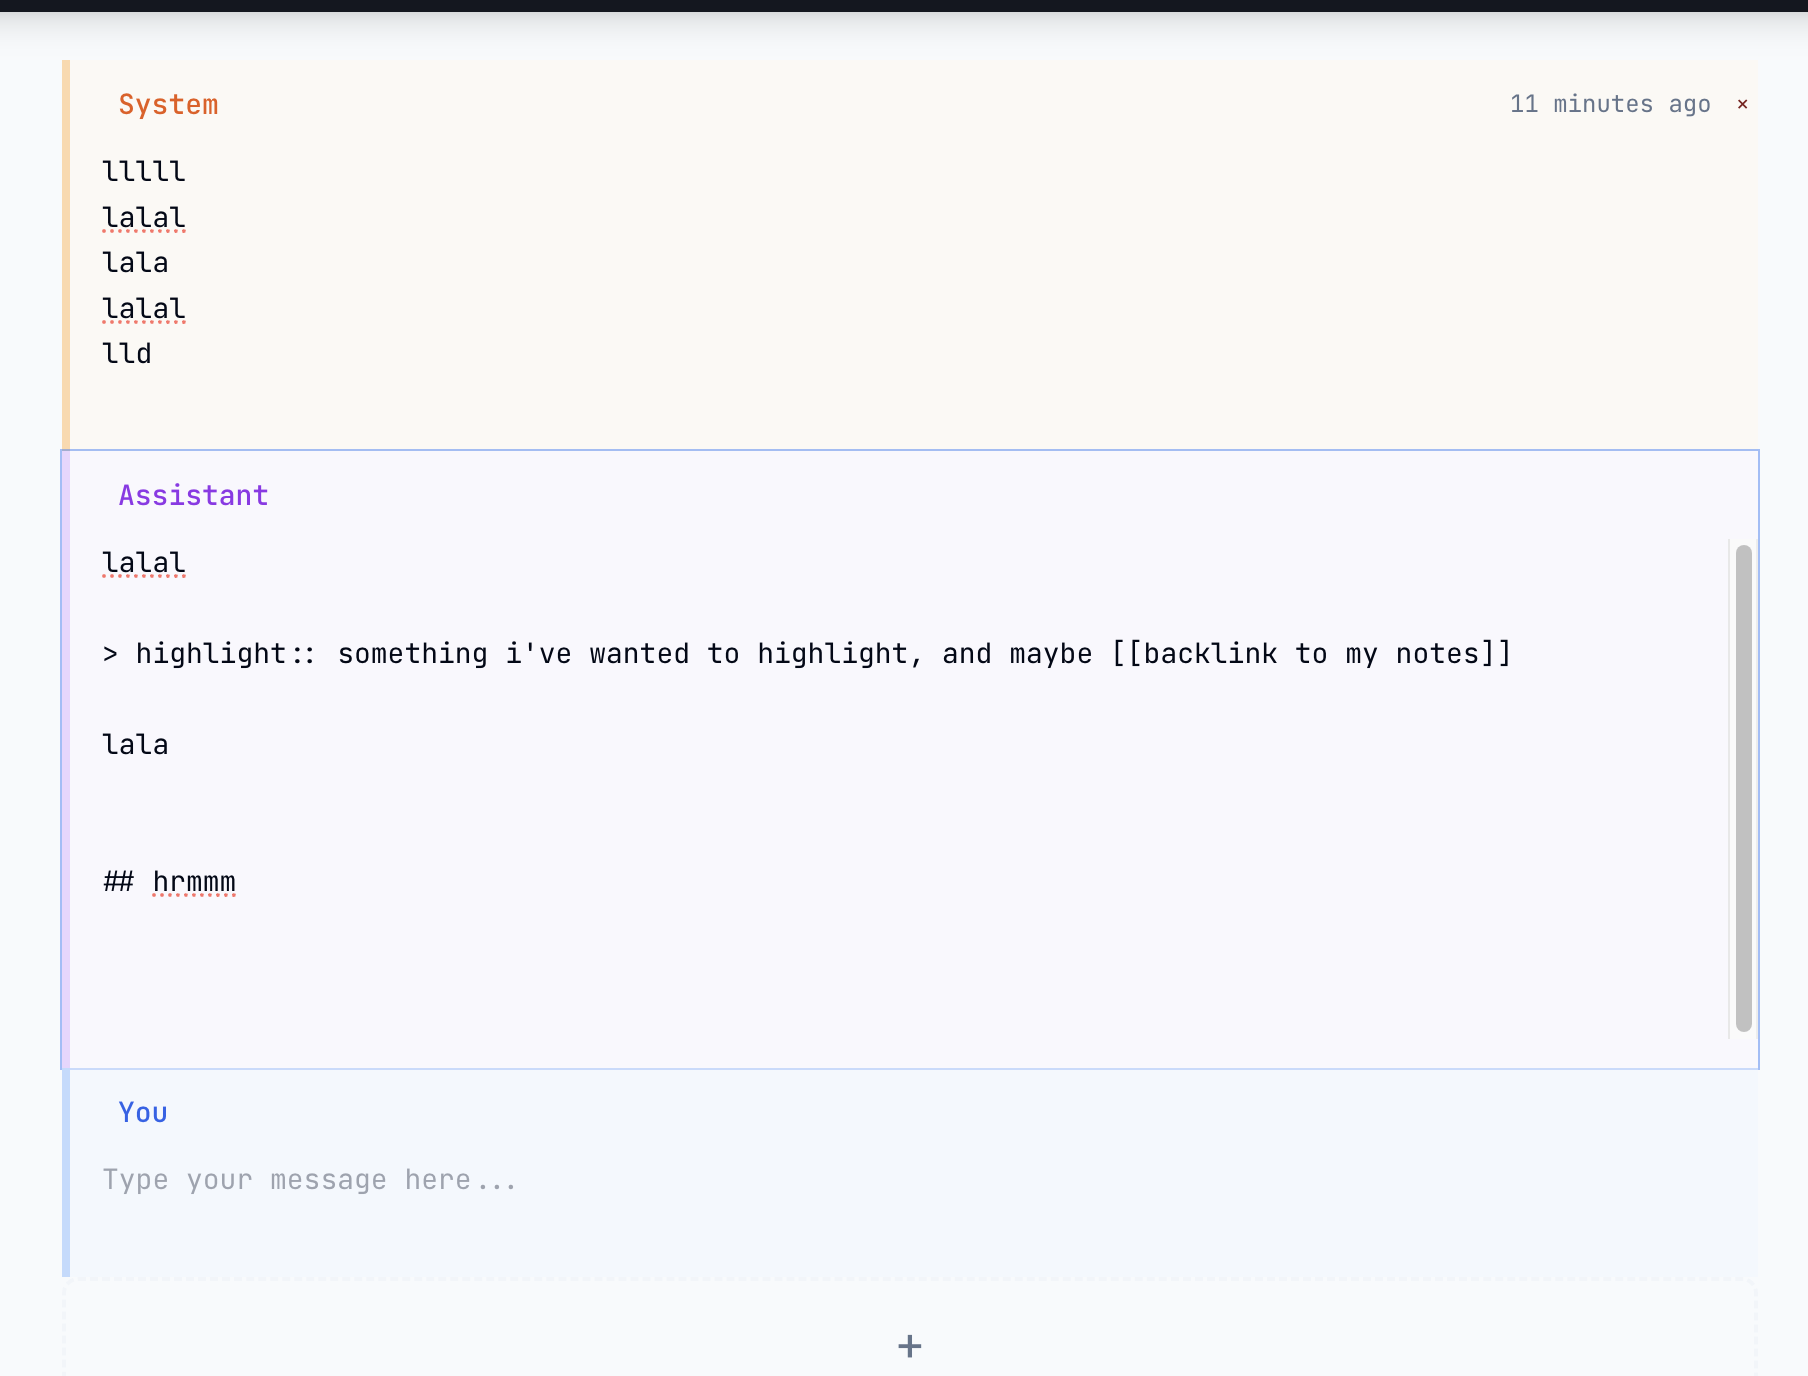 System
11 minutes ago ×
lllll
lalal
lala
lalal
lld
Assistant
lalal
> highlight:: something i've wanted to highlight, and maybe [[backlink to my notes]]
lala
## hrmmm
You
Type your message here...
+